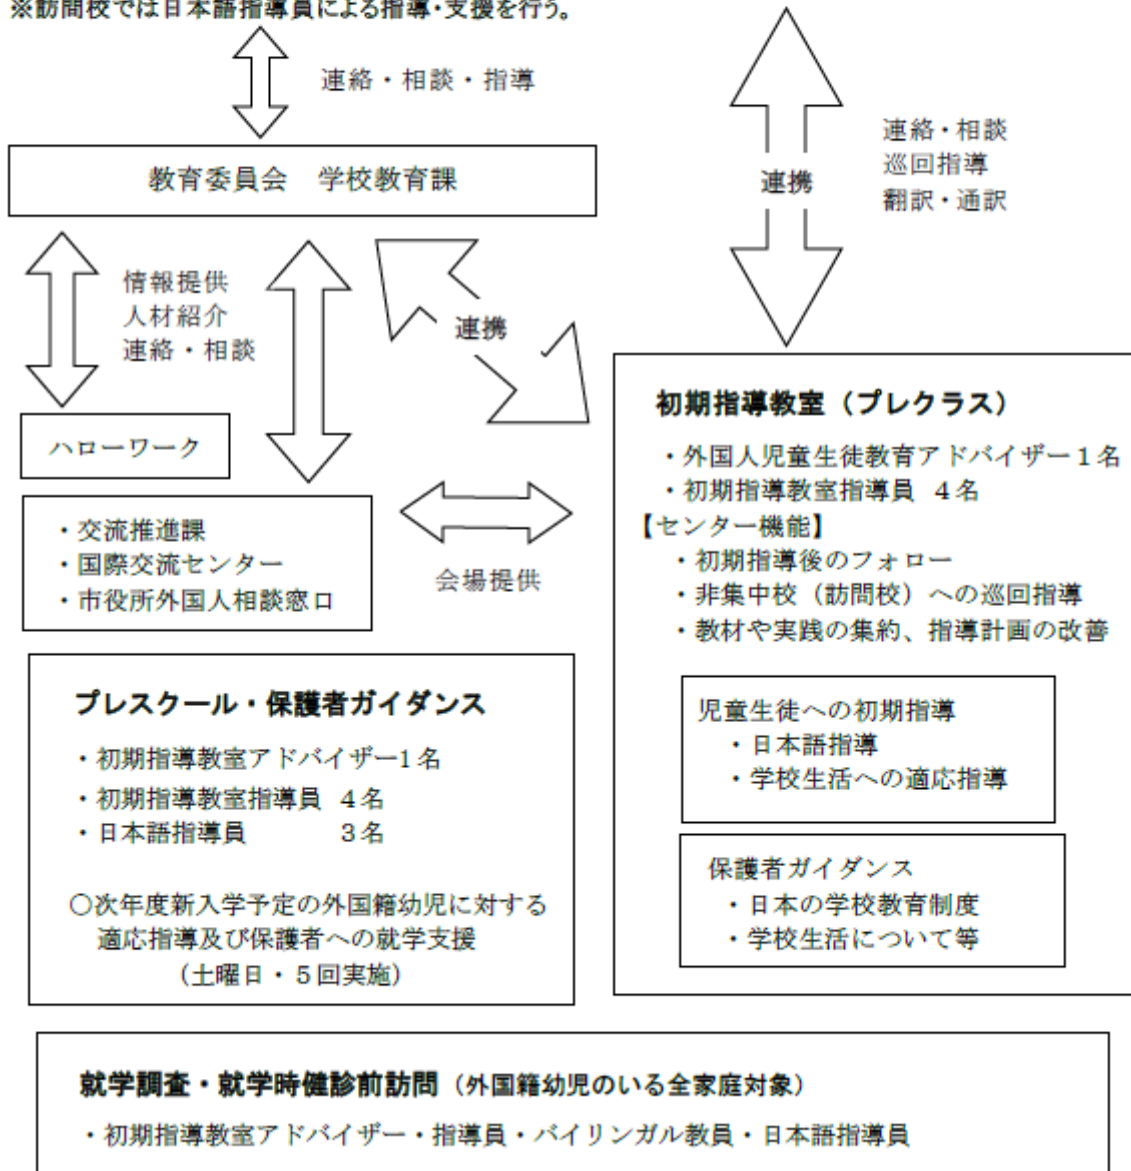 ※訪問校では日本語指導員による指導・支援を行う。
連絡・相談・指導
連絡・相談
巡回指導
翻訳・通訳
連携
教育委員会　学校教育課
情報提供
人材紹介
連絡・相談
連携
ハローワーク
・交流推進課
・国際交流センター
・市役所外国人相談窓口
会場提供
初期指導教室（プレクラス）
・外国人児童生徒教育アドバイザー１名
・初期指導教室指導員　４名
【センター機能】
・初期指導後のフォロー
・非集中校（訪問校）への巡回指導
・教材や実践の集約、指導計画の改善
児童生徒への初期指導
・日本語指導
・学校生活への適応指導
保護者ガイダンス
・日本の学校教育制度
・学校生活について等
プレスクール・保護者ガイダンス
・初期指導教室アドバイザー1名
・初期指導教室指導員　４名
・日本語指導員　　　　３名
○次年度新入学予定の外国籍幼児に対する
適応指導及び保護者への就学支援
（土曜日・５回実施）
就学調査・就学時健診前訪問（外国籍幼児のいる全家庭対象）
・初期指導教室アドバイザー・指導員・バイリンガル教員・日本語指導員